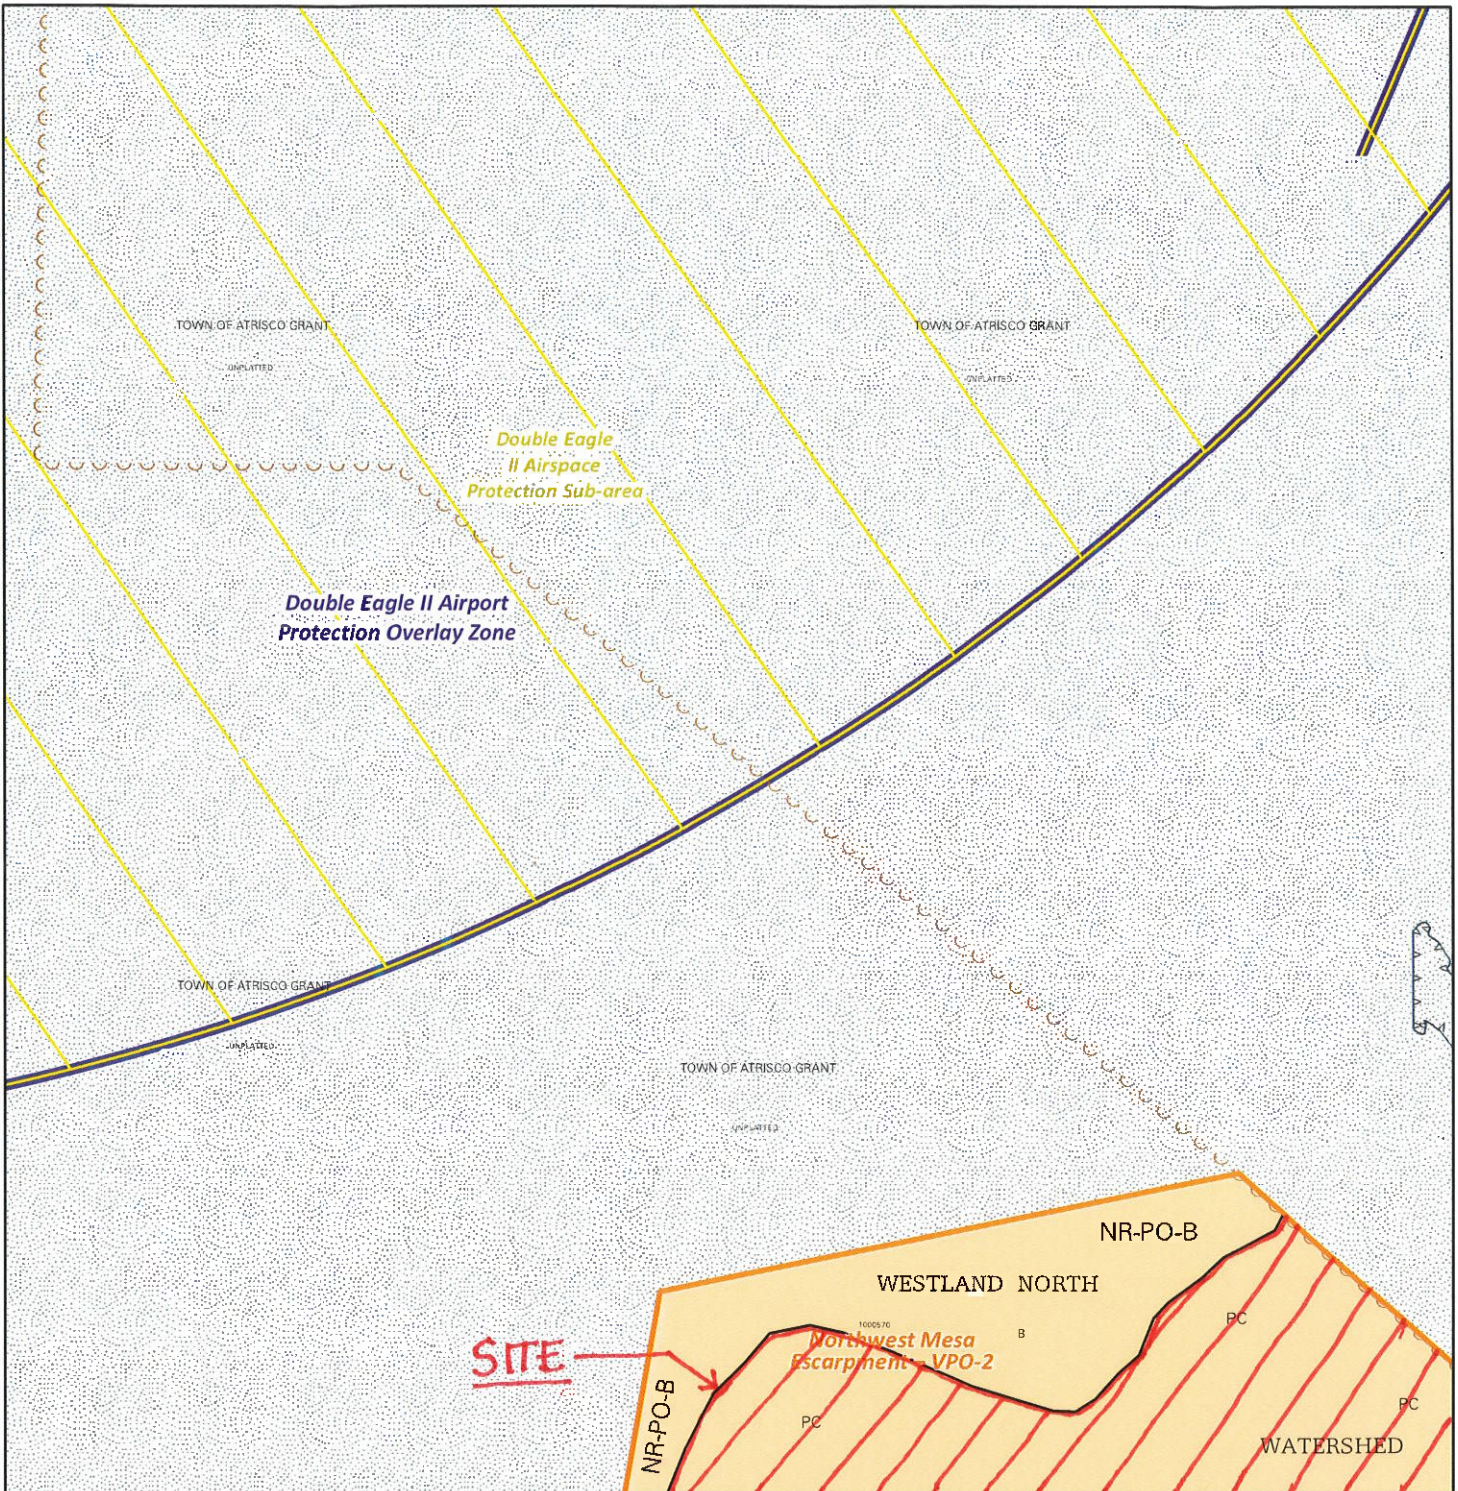 TOWN OF ATRISCO GRANT
UNPLATTED
TOWN OF ATRISCO GRANT
UNPLATTED
Double Eagle
II Airspace
Protection Sub-area
Double Eagle II Airport
Protection Overlay Zone
TOWN OF ATRISCO GRANT
UNPLATTED
TOWN OF ATRISCO GRANT
UNPLATTED
NR-PO-B
WESTLAND NORTH
1000570
B
Northwest Mesa
Escarpment - VPO-2
PC
SITE
NR-PO-B
PC
PC
WATERSHED